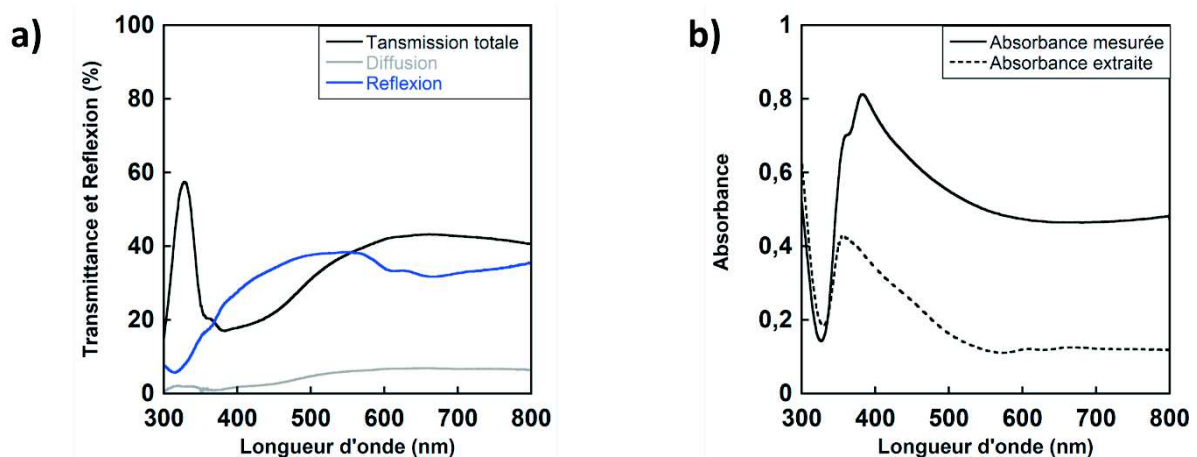 a)
100
80
60
40
20
0
Transmittance et Reflexion (%)
Tansmission totale
Diffusion
Reflexion
300 400 500 600 700 800
Longueur d'onde (nm)
b)
1
0,8
0,6
0,4
0,2
0
Absorbance
Absorbance mesurée
Absorbance extraite
300 400 500 600 700 800
Longueur d'onde (nm)